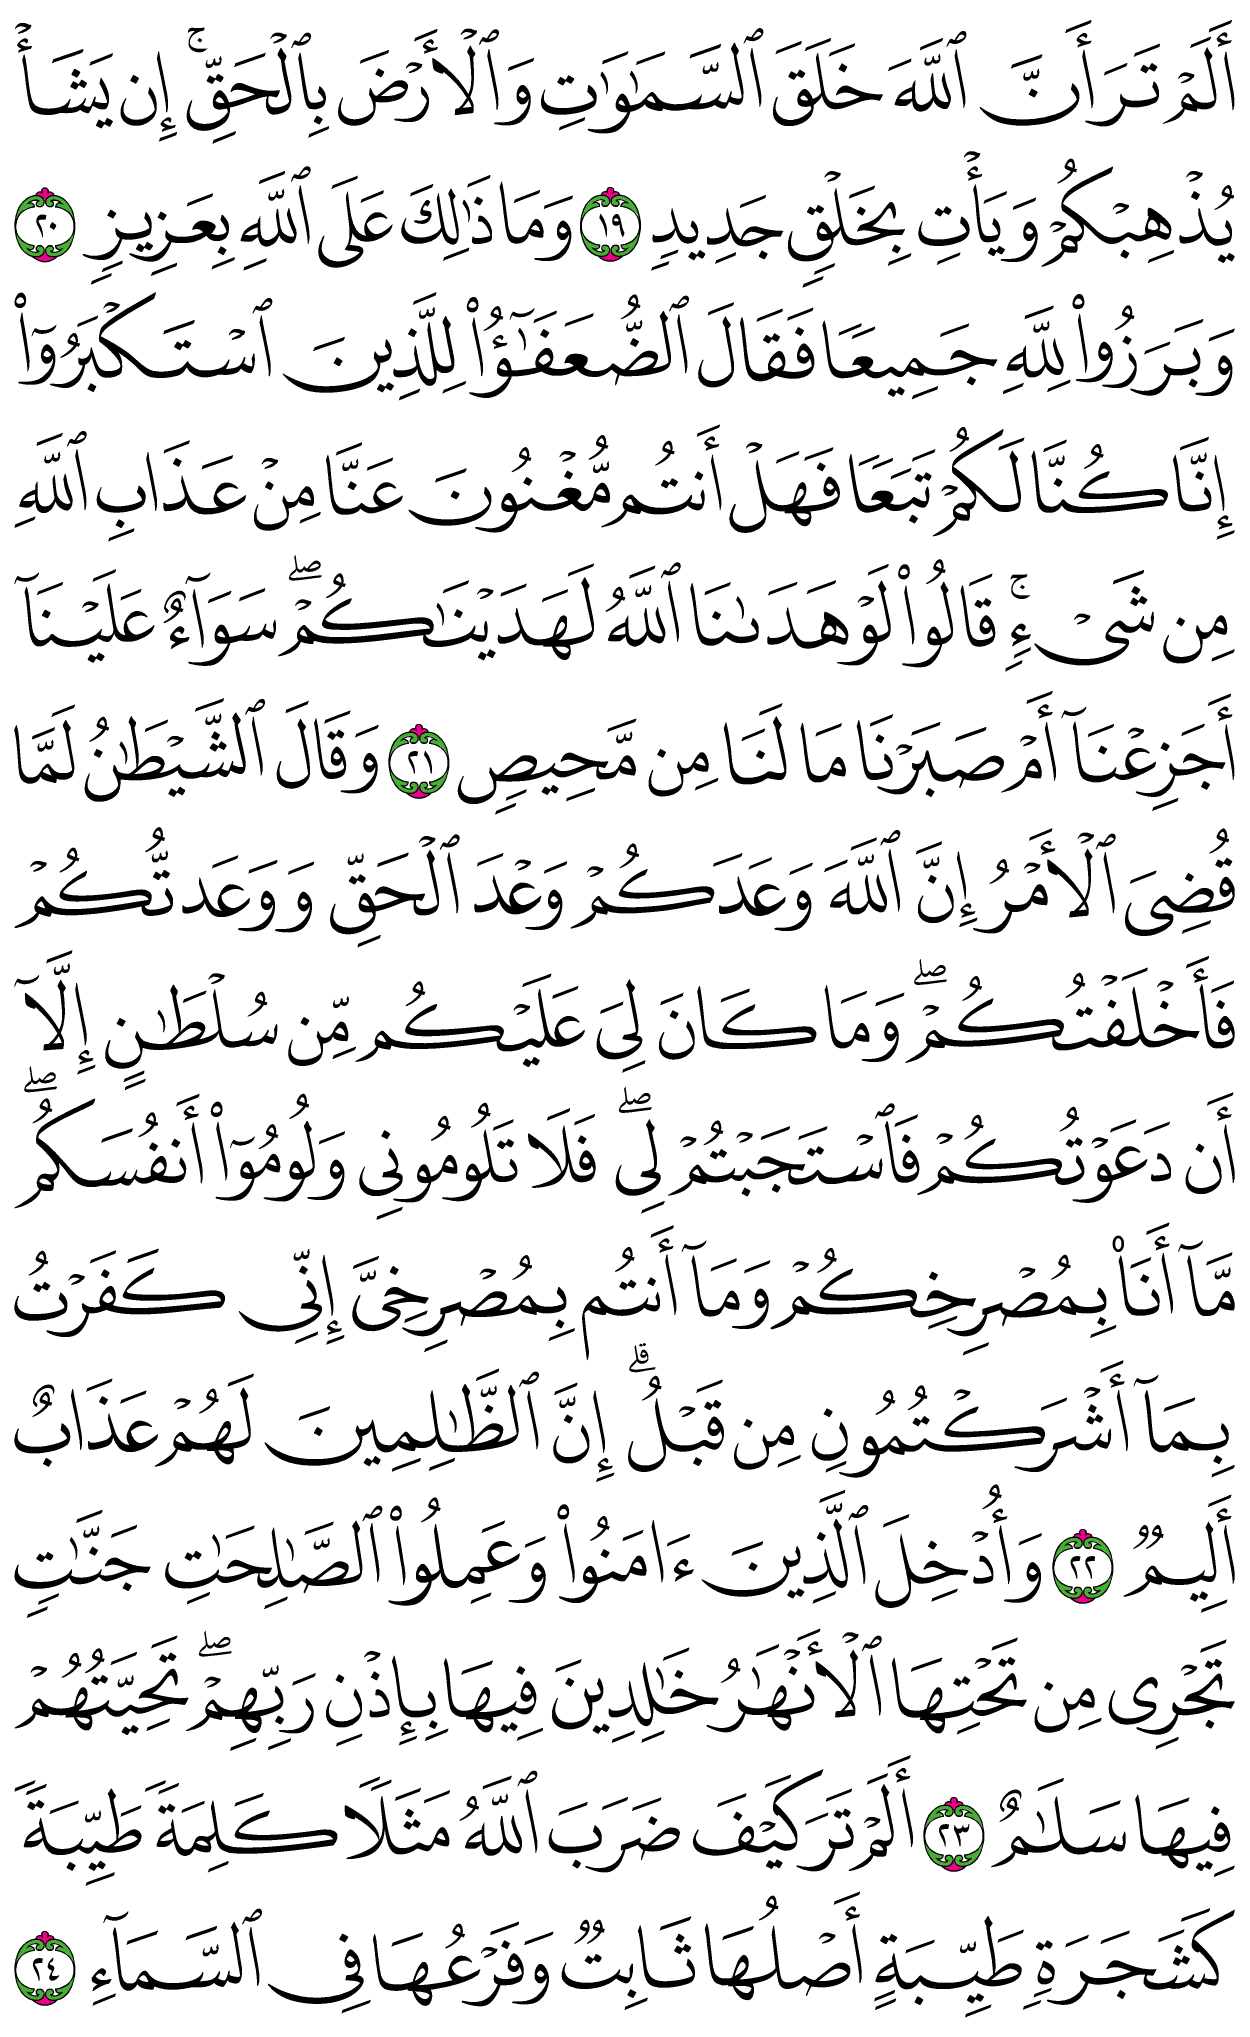 أَلَمْ تَرَ أَنَّ ٱللَّهَ خَلَقَ ٱلسَّمَٰوَٰتِ وَٱلْأَرْضَ بِٱلْحَقِّ ۚ إِن يَشَأْ
يُذْهِبْكُمْ وَيَأْتِ بِخَلْقٍ جَدِيدٍ ١٩ وَمَا ذَٰلِكَ عَلَى ٱللَّهِ بِعَزِيزٍ ٢٠
وَبَرَزُوا۟ لِلَّهِ جَمِيعًا فَقَالَ ٱلضُّعَفَٰٓؤُا۟ لِلَّذِينَ ٱسْتَكْبَرُوٓا۟
إِنَّا كُنَّا لَكُمْ تَبَعًا فَهَلْ أَنتُم مُّغْنُونَ عَنَّا مِنْ عَذَابِ ٱللَّهِ
مِن شَىْءٍ ۚ قَالُوا۟ لَوْ هَدَىٰنَا ٱللَّهُ لَهَدَيْنَٰكُمْ ۖ سَوَآءٌ عَلَيْنَآ
أَجَزِعْنَآ أَمْ صَبَرْنَا مَا لَنَا مِن مَّحِيصٍ ٢١ وَقَالَ ٱلشَّيْطَٰنُ لَمَّا
قُضِىَ ٱلْأَمْرُ إِنَّ ٱللَّهَ وَعَدَكُمْ وَعْدَ ٱلْحَقِّ وَوَعَدتُّكُمْ
فَأَخْلَفْتُكُمْ ۖ وَمَا كَانَ لِىَ عَلَيْكُم مِّن سُلْطَٰنٍ إِلَّآ
أَن دَعَوْتُكُمْ فَٱسْتَجَبْتُمْ لِى ۖ فَلَا تَلُومُونِى وَلُومُوٓا۟ أَنفُسَكُم ۖ
مَّآ أَنَا۠ بِمُصْرِخِكُمْ وَمَآ أَنتُم بِمُصْرِخِىَّ إِنِّى كَفَرْتُ
بِمَآ أَشْرَكْتُمُونِ مِن قَبْلُ ۗ إِنَّ ٱلظَّٰلِمِينَ لَهُمْ عَذَابٌ
أَلِيمٌ ٢٢ وَأُدْخِلَ ٱلَّذِينَ ءَامَنُوا۟ وَعَمِلُوا۟ ٱلصَّٰلِحَٰتِ جَنَّٰتٍ
تَجْرِى مِن تَحْتِهَا ٱلْأَنْهَٰرُ خَٰلِدِينَ فِيهَا بِإِذْنِ رَبِّهِمْ ۖ تَحِيَّتُهُمْ
فِيهَا سَلَٰمٌ ٢٣ أَلَمْ تَرَ كَيْفَ ضَرَبَ ٱللَّهُ مَثَلًا كَلِمَةً طَيِّبَةً
كَشَجَرَةٍ طَيِّبَةٍ أَصْلُهَا ثَابِتٌ وَفَرْعُهَا فِى ٱلسَّمَآءِ ٢٤